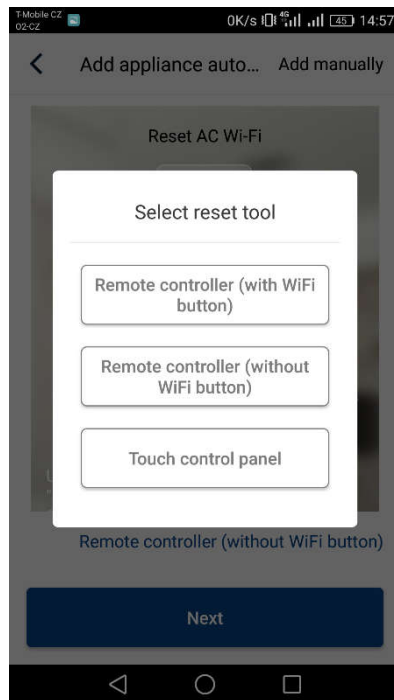 T-Mobile CZ
O2-CZ
0K/s 4G 45 14:57
Add appliance auto... Add manually
Reset AC Wi-Fi
Select reset tool
Remote controller (with WiFi
button)
Remote controller (without
WiFi button)
Touch control panel
Remote controller (without WiFi button)
Next